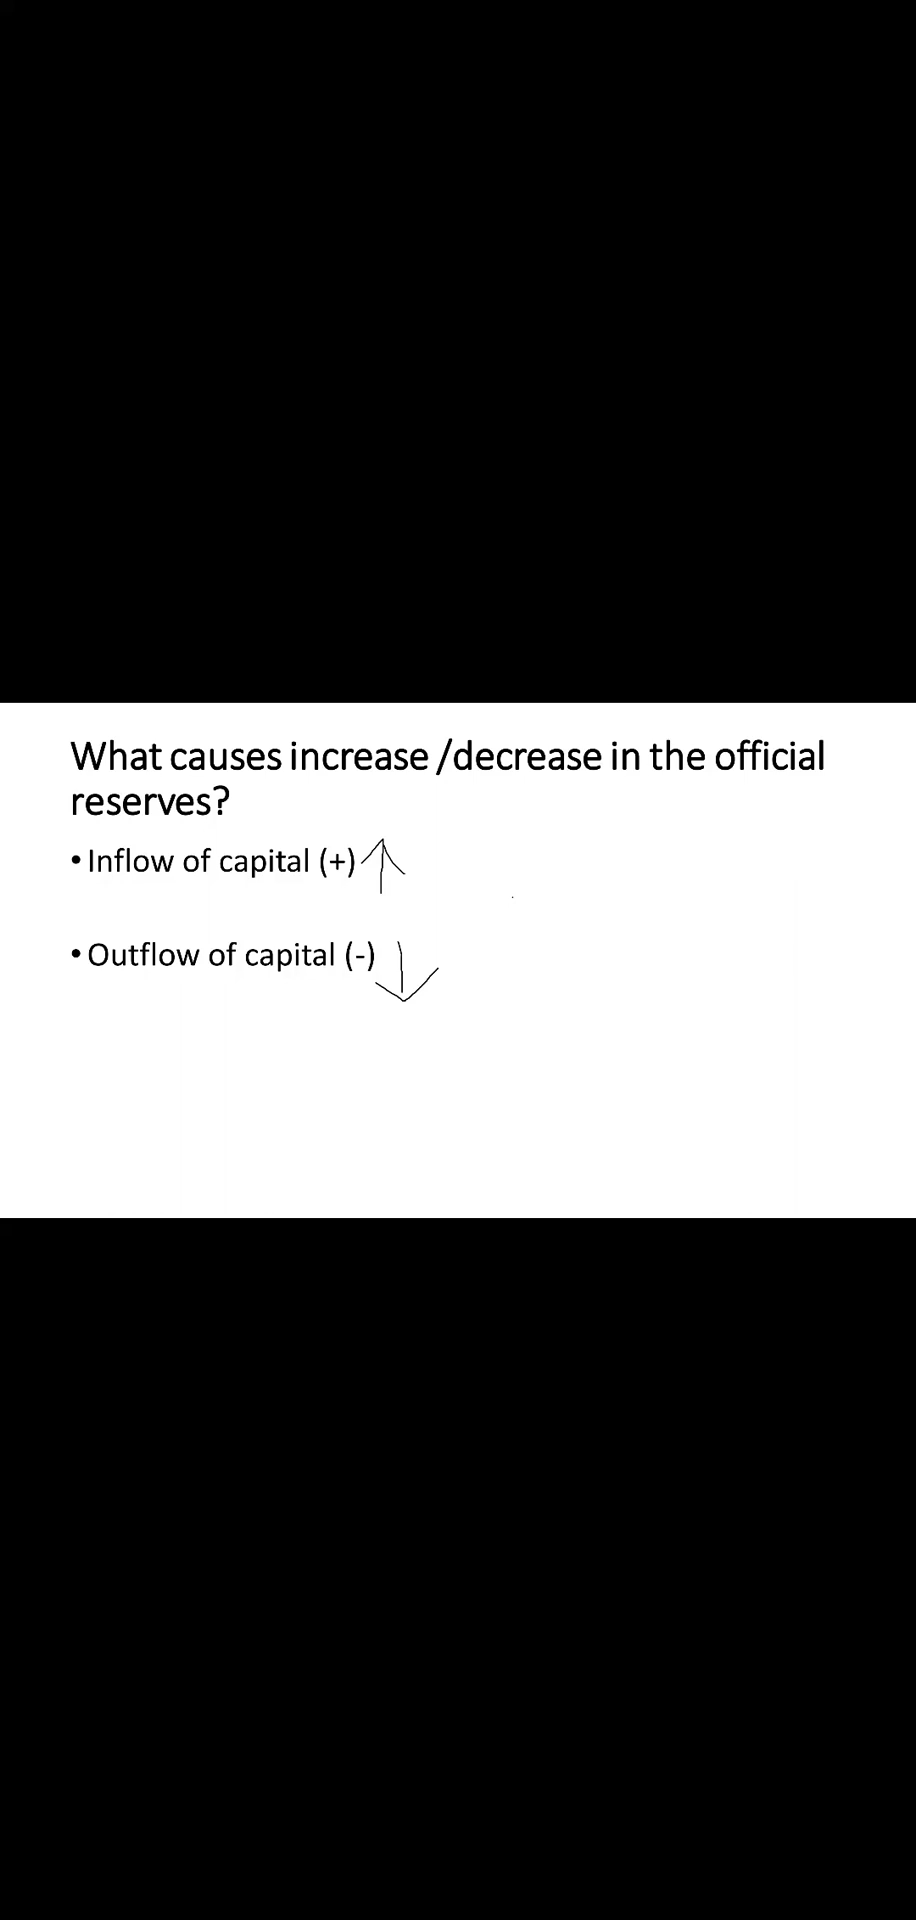 What causes increase /decrease in the official
reserves?
• Inflow of capital (+)
• Outflow of capital (-)